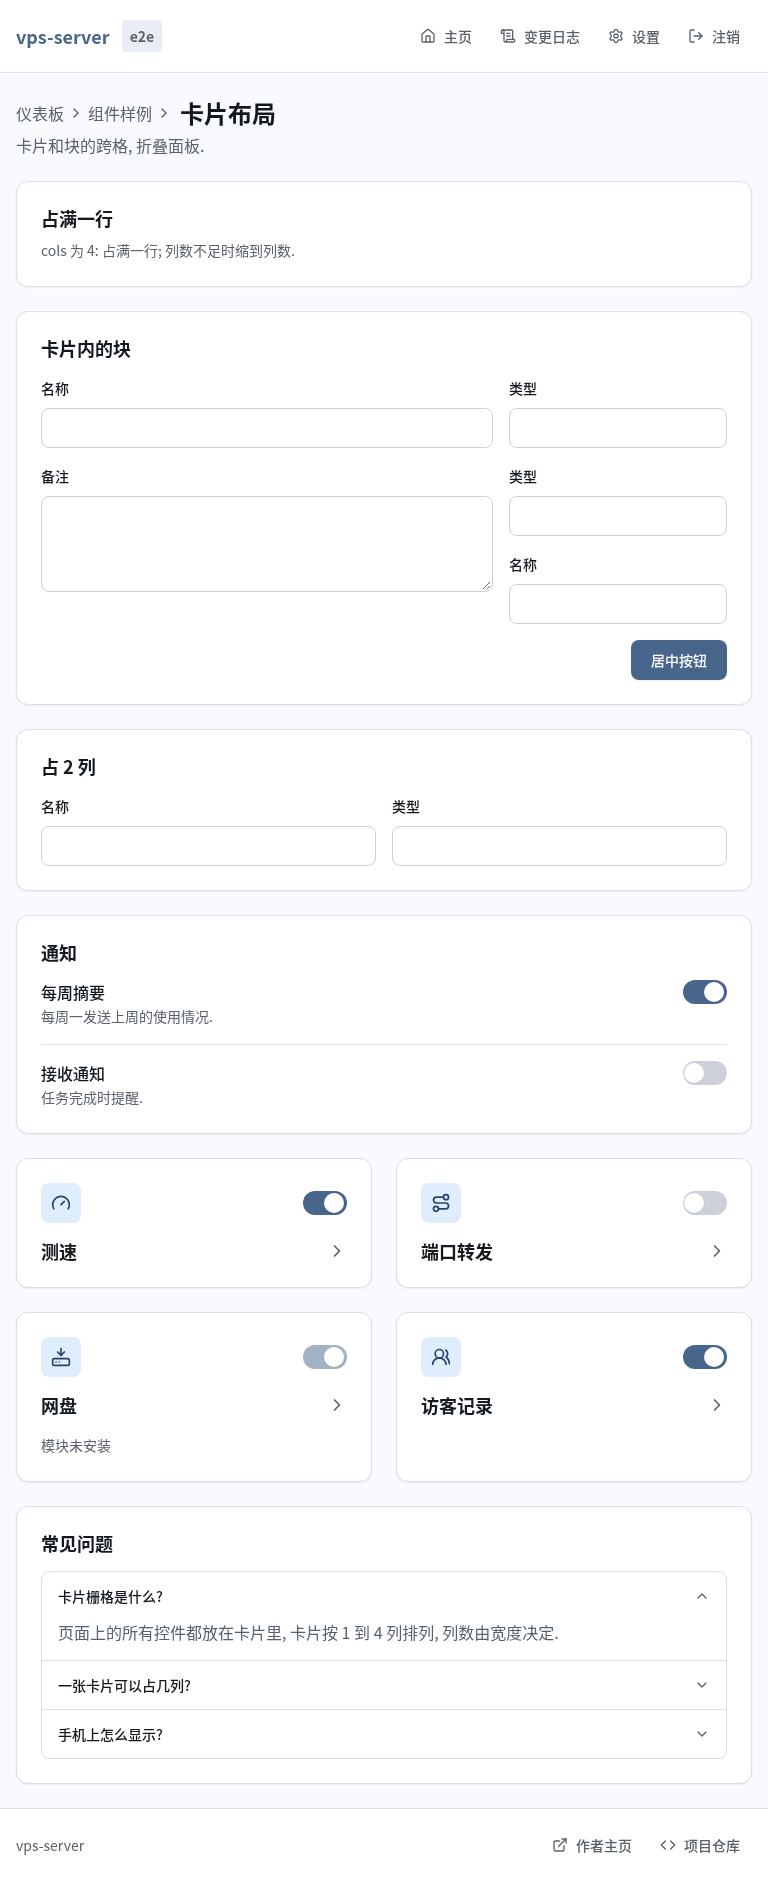 vps-server e2e 主页 变更日志 设置 注销
仪表板 组件样例 卡片布局
卡片和块的跨格, 折叠面板.
占满一行
cols 为 4: 占满一行; 列数不足时缩到列数.
卡片内的块
名称 类型
备注 类型
名称
居中按钮
占 2 列
名称 类型
通知
每周摘要
每周一发送上周的使用情况.
接收通知
任务完成时提醒.
测速 端口转发
网盘 访客记录
模块未安装
常见问题
卡片栅格是什么?
页面上的所有控件都放在卡片里, 卡片按 1 到 4 列排列, 列数由宽度决定.
一张卡片可以占几列?
手机上怎么显示?
vps-server 作者主页 项目仓库